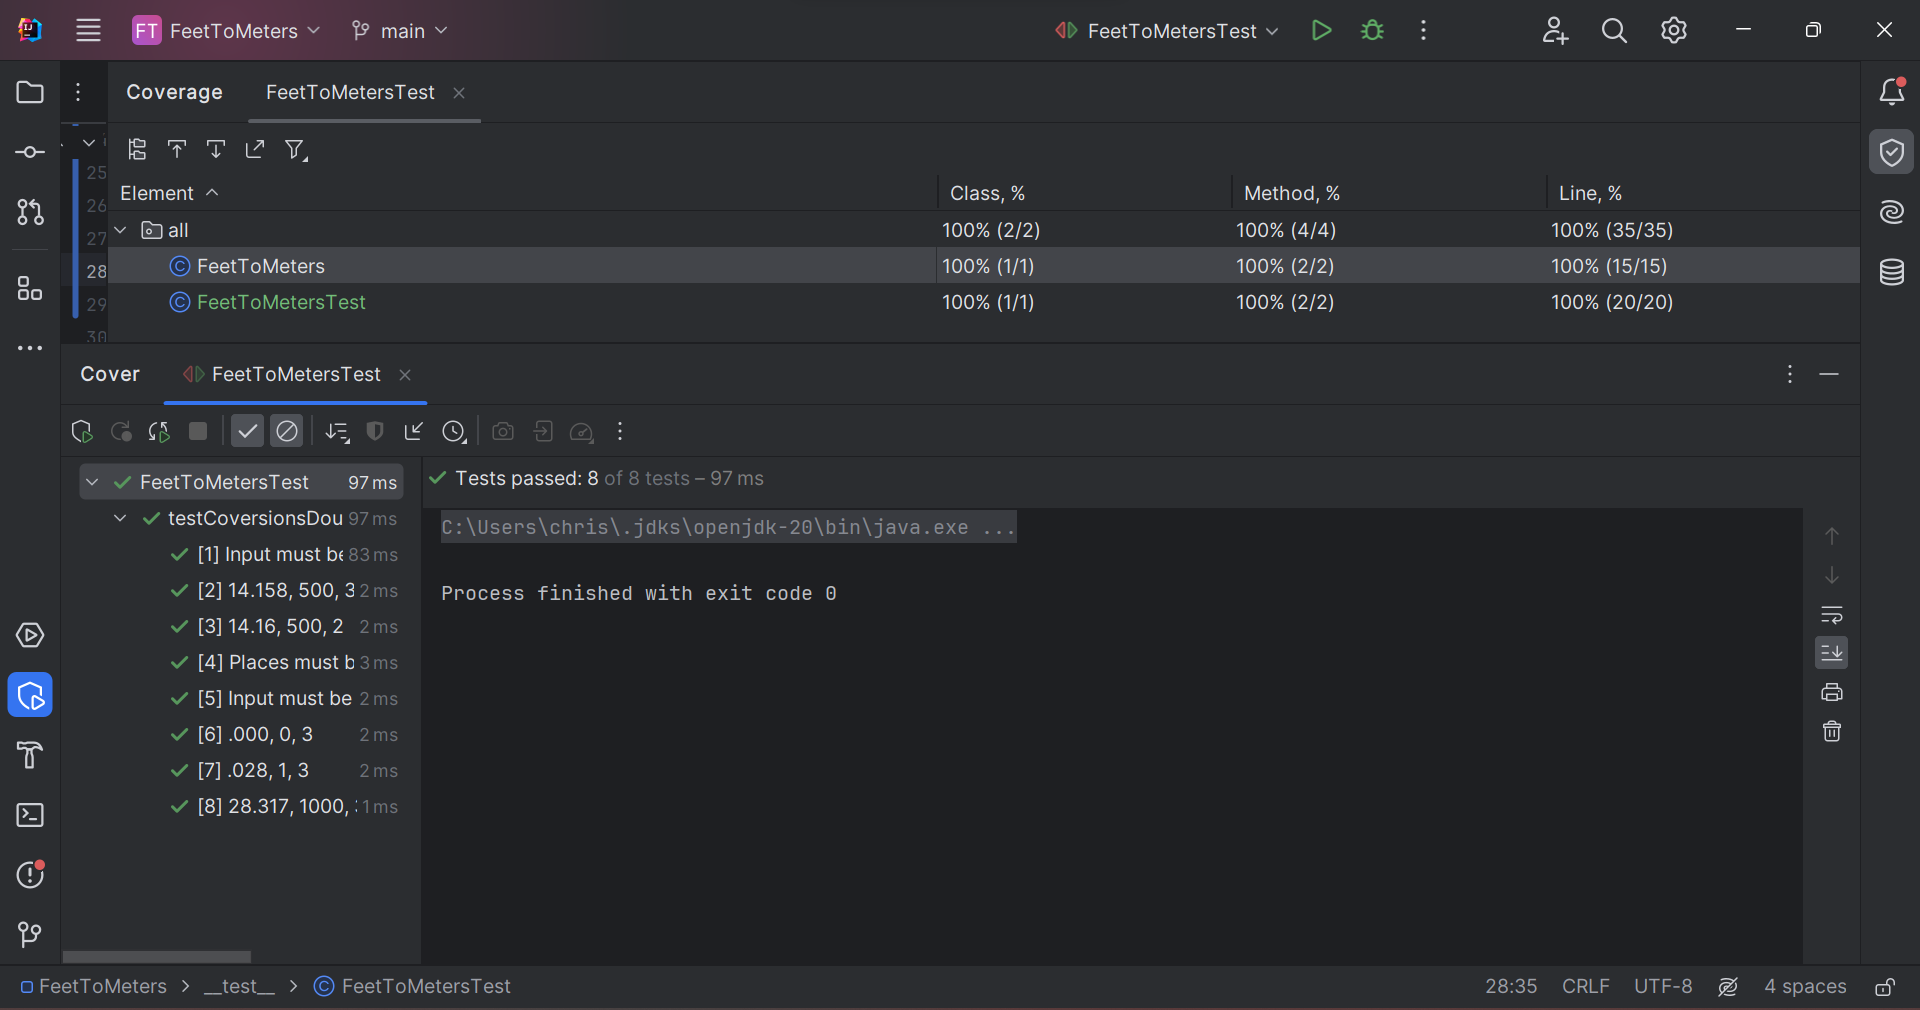 FT FeetToMeters main FeetToMetersTest
Coverage FeetToMetersTest
25
26
27
28
29
30
Element Class, % Method, % Line, %
all 100% (2/2) 100% (4/4) 100% (35/35)
FeetToMeters 100% (1/1) 100% (2/2) 100% (15/15)
FeetToMetersTest 100% (1/1) 100% (2/2) 100% (20/20)
Cover FeetToMetersTest
FeetToMetersTest 97 ms
testCoversionsDou 97 ms
[1] Input must be 83 ms
[2] 14.158, 500, 3 2 ms
[3] 14.16, 500, 2 2 ms
[4] Places must b 3 ms
[5] Input must be 2 ms
[6] .000, 0, 3 2 ms
[7] .028, 1, 3 2 ms
[8] 28.317, 1000, 1 ms
Tests passed: 8 of 8 tests – 97 ms
C:\Users\chris\.jdks\openjdk-20\bin\java.exe ...
Process finished with exit code 0
FeetToMeters > __test__ > FeetToMetersTest
28:35 CRLF UTF-8 4 spaces